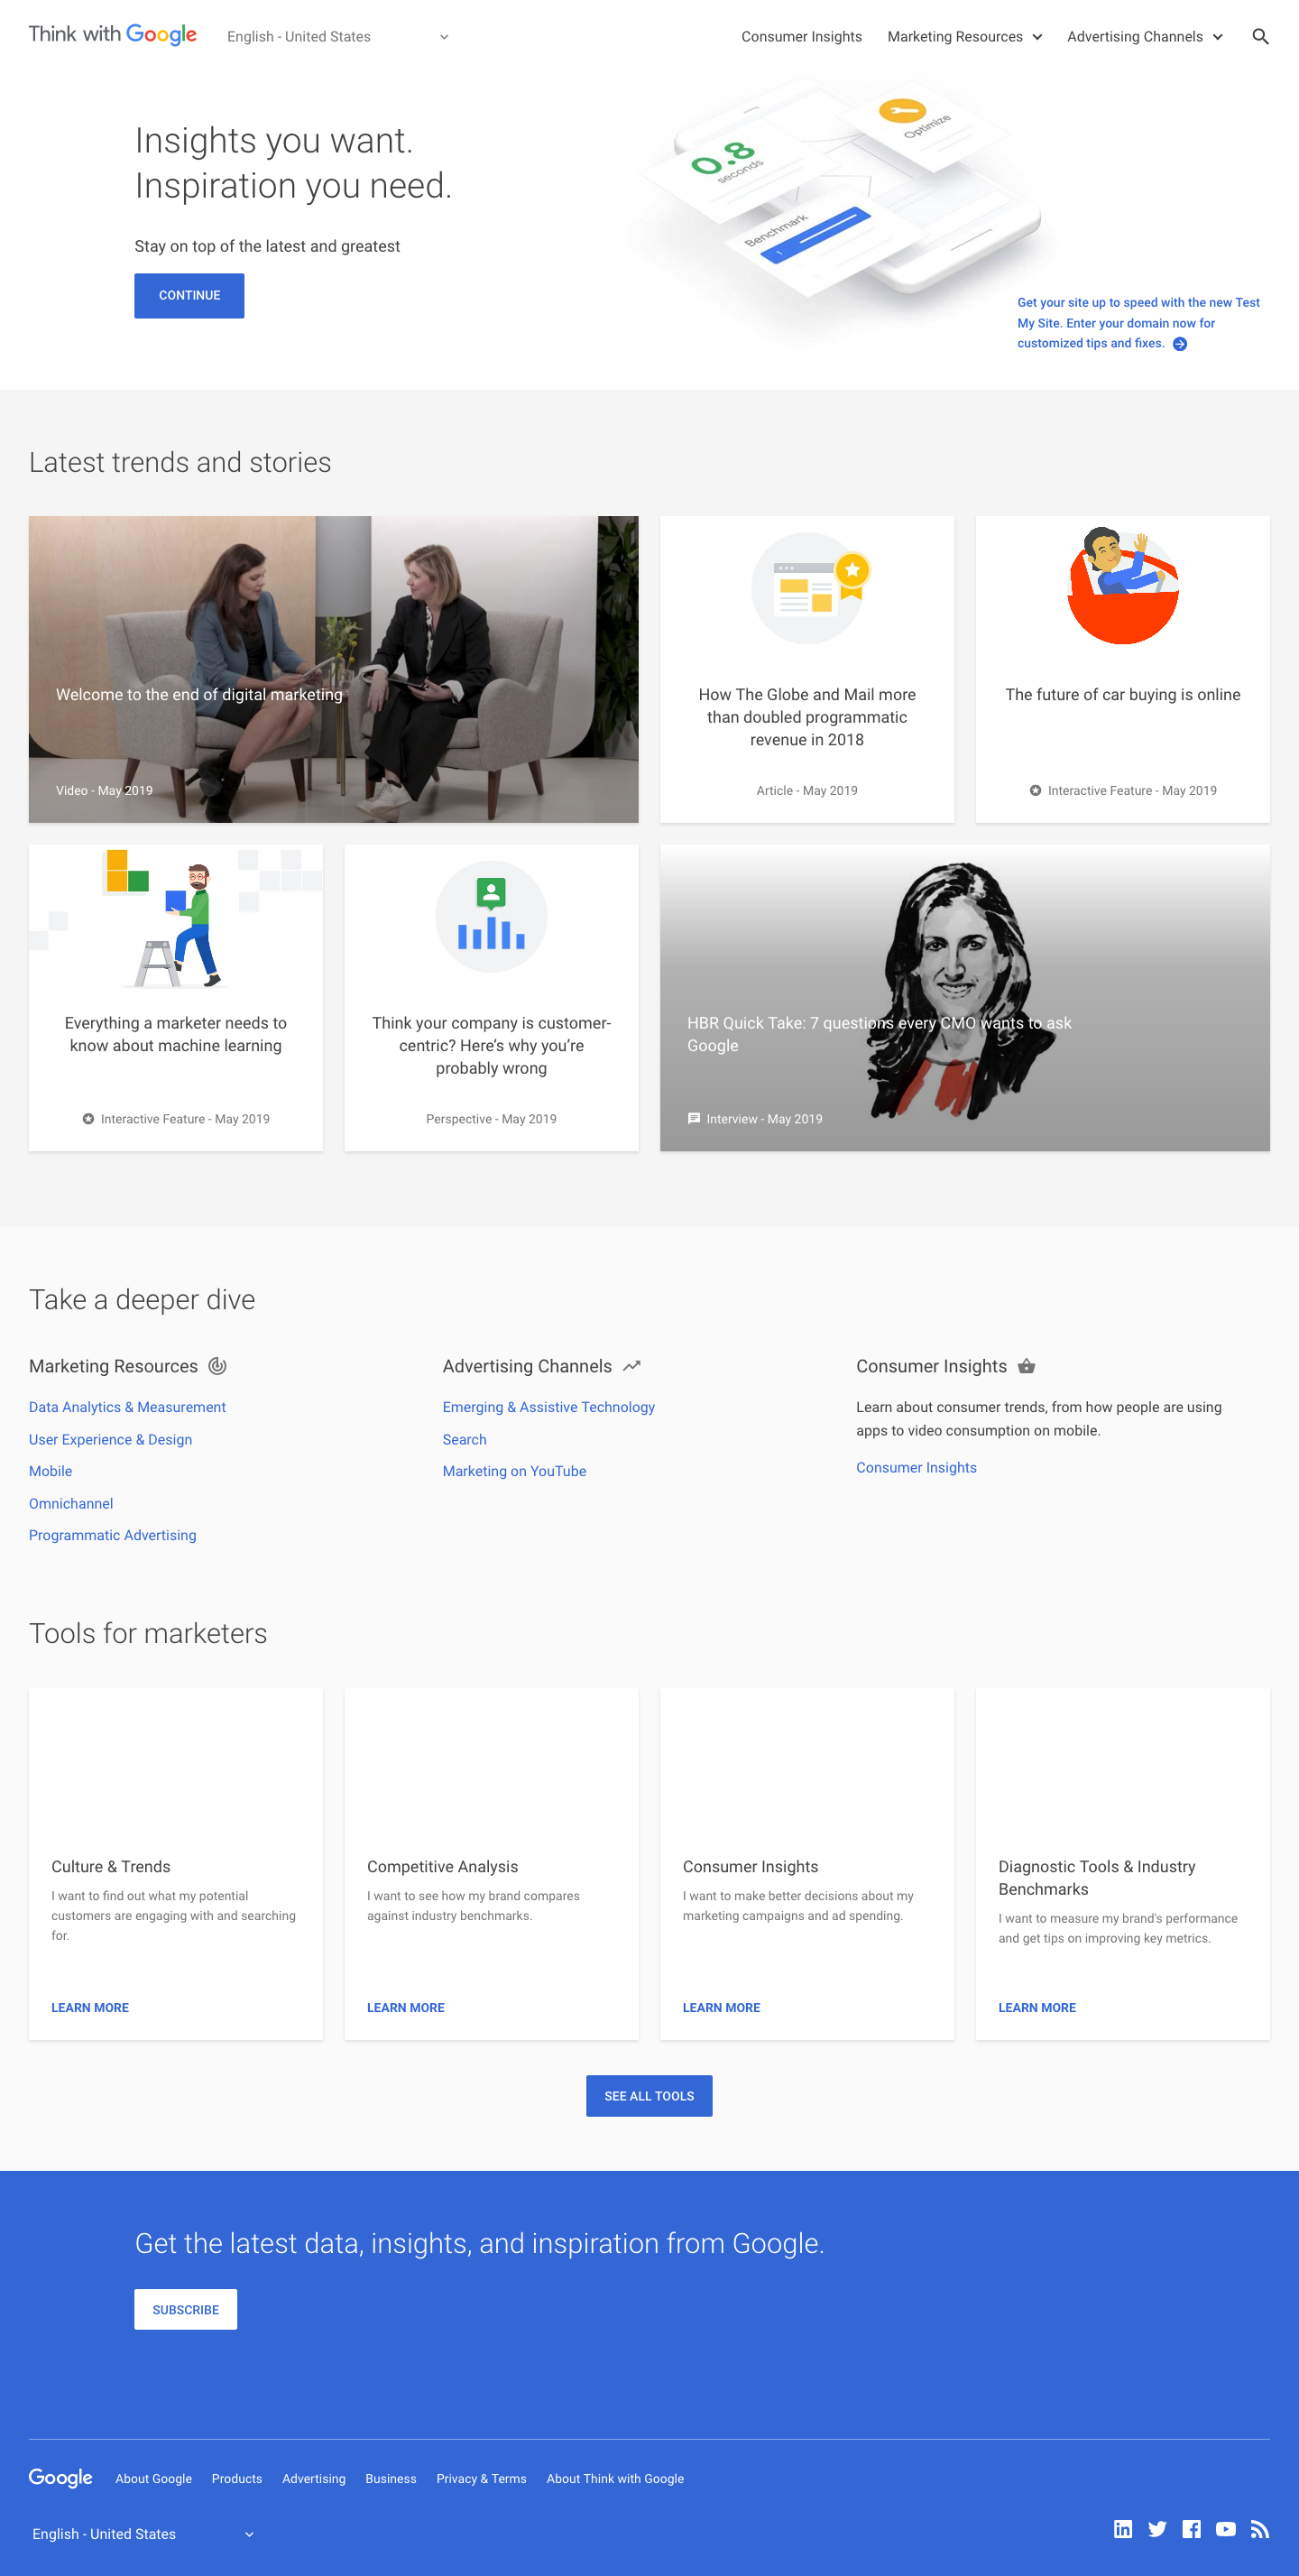 Think with Google
English - United States
Consumer Insights
Marketing Resources
Advertising Channels
Insights you want.
Inspiration you need.
Stay on top of the latest and greatest
CONTINUE
0.8
seconds
Optimize
Benchmark
Get your site up to speed with the new Test
My Site. Enter your domain now for
customized tips and fixes.
Latest trends and stories
Welcome to the end of digital marketing
Video - May 2019
How The Globe and Mail more
than doubled programmatic
revenue in 2018
Article - May 2019
The future of car buying is online
Interactive Feature - May 2019
Everything a marketer needs to
know about machine learning
Interactive Feature - May 2019
Think your company is customer-
centric? Here’s why you’re
probably wrong
Perspective - May 2019
HBR Quick Take: 7 questions every CMO wants to ask
Google
Interview - May 2019
Take a deeper dive
Marketing Resources
Data Analytics & Measurement
User Experience & Design
Mobile
Omnichannel
Programmatic Advertising
Advertising Channels
Emerging & Assistive Technology
Search
Marketing on YouTube
Consumer Insights
Learn about consumer trends, from how people are using
apps to video consumption on mobile.
Consumer Insights
Tools for marketers
Culture & Trends
I want to find out what my potential
customers are engaging with and searching
for.
LEARN MORE
Competitive Analysis
I want to see how my brand compares
against industry benchmarks.
LEARN MORE
Consumer Insights
I want to make better decisions about my
marketing campaigns and ad spending.
LEARN MORE
Diagnostic Tools & Industry
Benchmarks
I want to measure my brand's performance
and get tips on improving key metrics.
LEARN MORE
SEE ALL TOOLS
Get the latest data, insights, and inspiration from Google.
SUBSCRIBE
Google
About Google
Products
Advertising
Business
Privacy & Terms
About Think with Google
English - United States